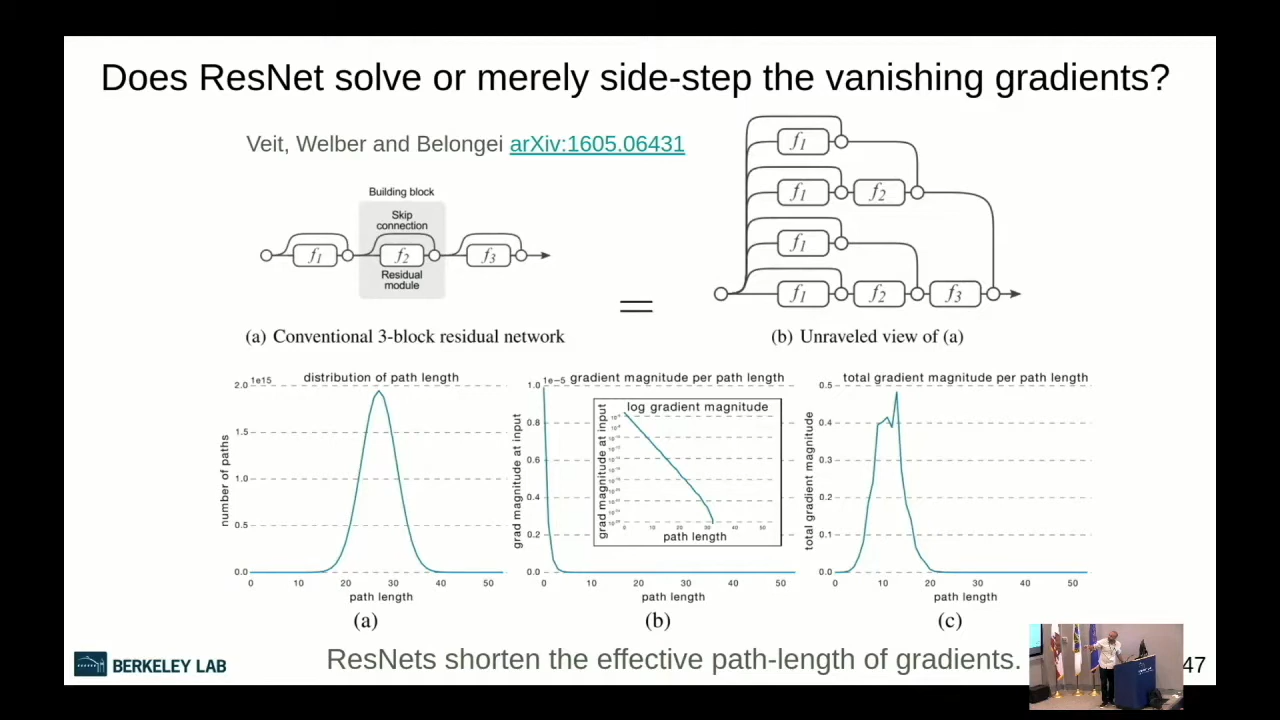 Does ResNet solve or merely side-step the vanishing gradients?
Veit, Welber and Belongei arXiv:1605.06431
Building block
Skip
connection
f1
f2
f3
Residual
module
(a) Conventional 3-block residual network
=
f1
f1
f2
f1
f1
f2
f3
(b) Unraveled view of (a)
distribution of path length
1e15
2.0
1.5
1.0
0.5
0.0
number of paths
0 10 20 30 40 50
path length
(a)
gradient magnitude per path length
1e-5
1.0
0.8
0.6
0.4
0.2
0.0
grad magnitude at input
log gradient magnitude
grad magnitude at input
0 10 20 30 40 50
path length
0 10 20 30 40 50
path length
(b)
total gradient magnitude per path length
0.5
0.4
0.3
0.2
0.1
0.0
total gradient magnitude
0 10 20 30 40 50
path length
(c)
BERKELEY LAB
ResNets shorten the effective path-length of gradients.
47